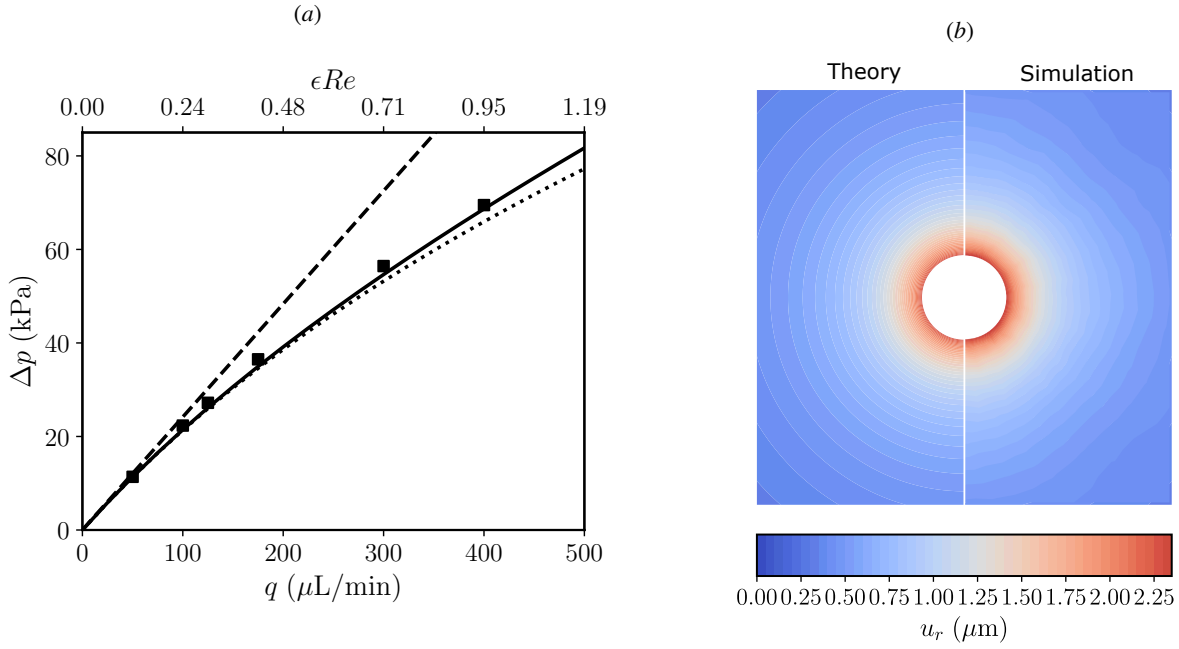 (a)
ϵRe
0.00 0.24 0.48 0.71 0.95 1.19
80
60
40
20
0
Δp (kPa)
0 100 200 300 400 500
q (μL/min)
(b)
Theory Simulation
0.00 0.25 0.50 0.75 1.00 1.25 1.50 1.75 2.00 2.25
u_r (μm)